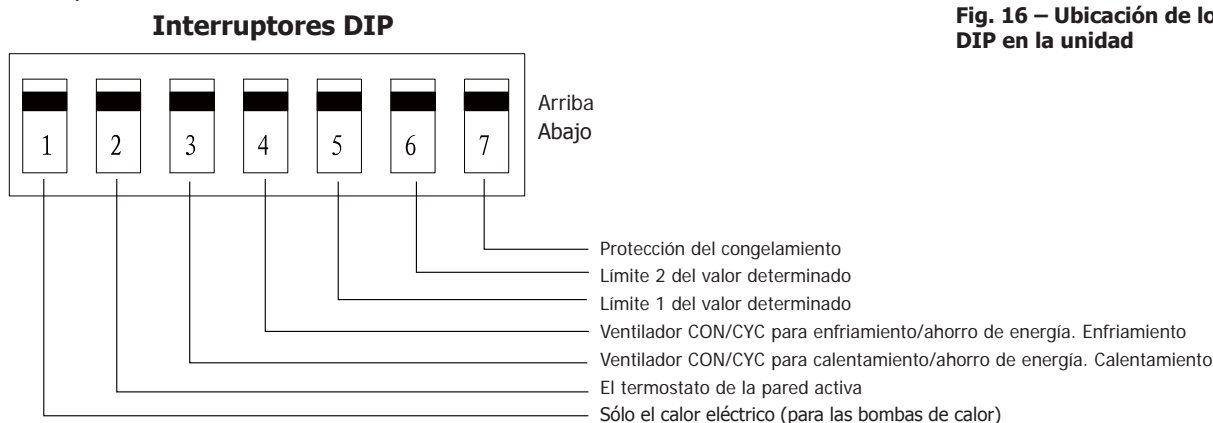 Fig. 16 – Ubicación de lo
DIP en la unidad
Interruptores DIP
Arriba
Abajo
1 2 3 4 5 6 7
Protección del congelamiento
Límite 2 del valor determinado
Límite 1 del valor determinado
Ventilador CON/CYC para enfriamiento/ahorro de energía. Enfriamiento
Ventilador CON/CYC para calentamiento/ahorro de energía. Calentamiento
El termostato de la pared activa
Sólo el calor eléctrico (para las bombas de calor)